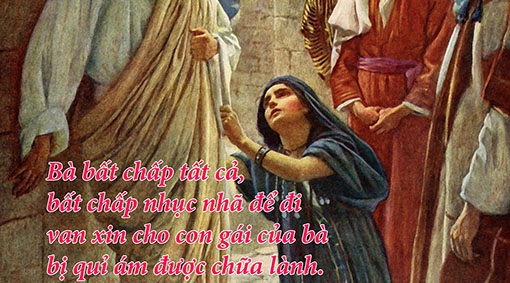 Bà bất chấp tất cả,
bất chấp nhục nhã để đi
van xin cho con gái của bà
bị quỉ ám được chữa lành.